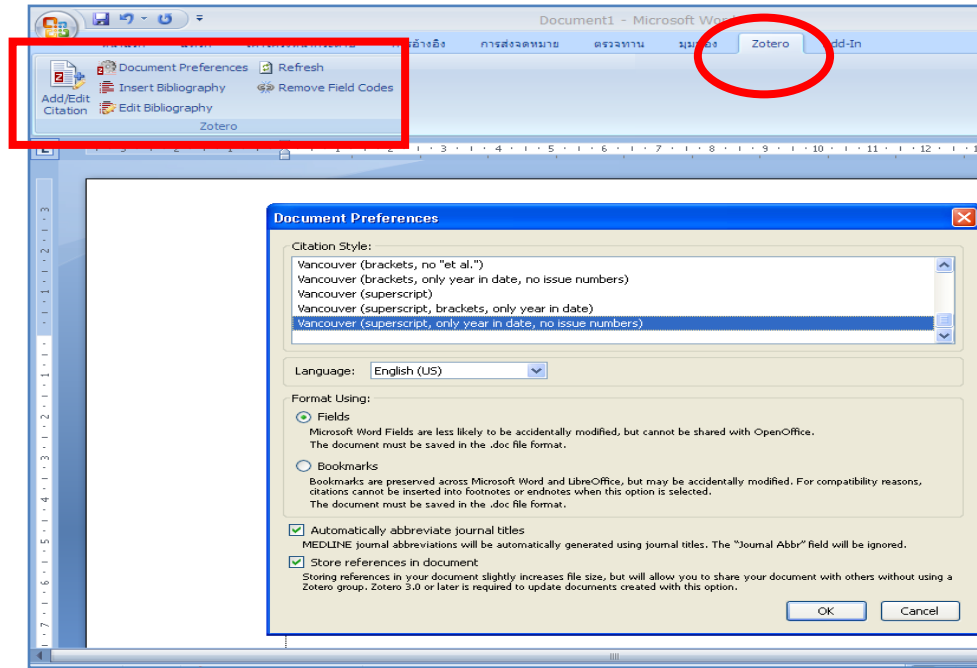 Document1 - Microsoft Word
การส่งจดหมาย ตรวจทาน Zotero
Add/Edit Citation
Document Preferences Refresh
Insert Bibliography Remove Field Codes
Edit Bibliography
Zotero
Document Preferences
Citation Style:
Vancouver (brackets, no "et al.")
Vancouver (brackets, only year in date, no issue numbers)
Vancouver (superscript)
Vancouver (superscript, brackets, only year in date)
Vancouver (superscript, only year in date, no issue numbers)
Language: English (US)
Format Using:
Fields
Microsoft Word Fields are less likely to be accidentally modified, but cannot be shared with OpenOffice.
The document must be saved in the .doc file format.
Bookmarks
Bookmarks are preserved across Microsoft Word and LibreOffice, but may be accidentally modified. For compatibility reasons,
citations cannot be inserted into footnotes or endnotes when this option is selected.
The document must be saved in the .doc file format.
Automatically abbreviate journal titles
MEDLINE journal abbreviations will be automatically generated using journal titles. The "Journal Abbr" field will be ignored.
Store references in document
Storing references in your document slightly increases file size, but will allow you to share your document with others without using a
Zotero group. Zotero 3.0 or later is required to update documents created with this option.
OK Cancel